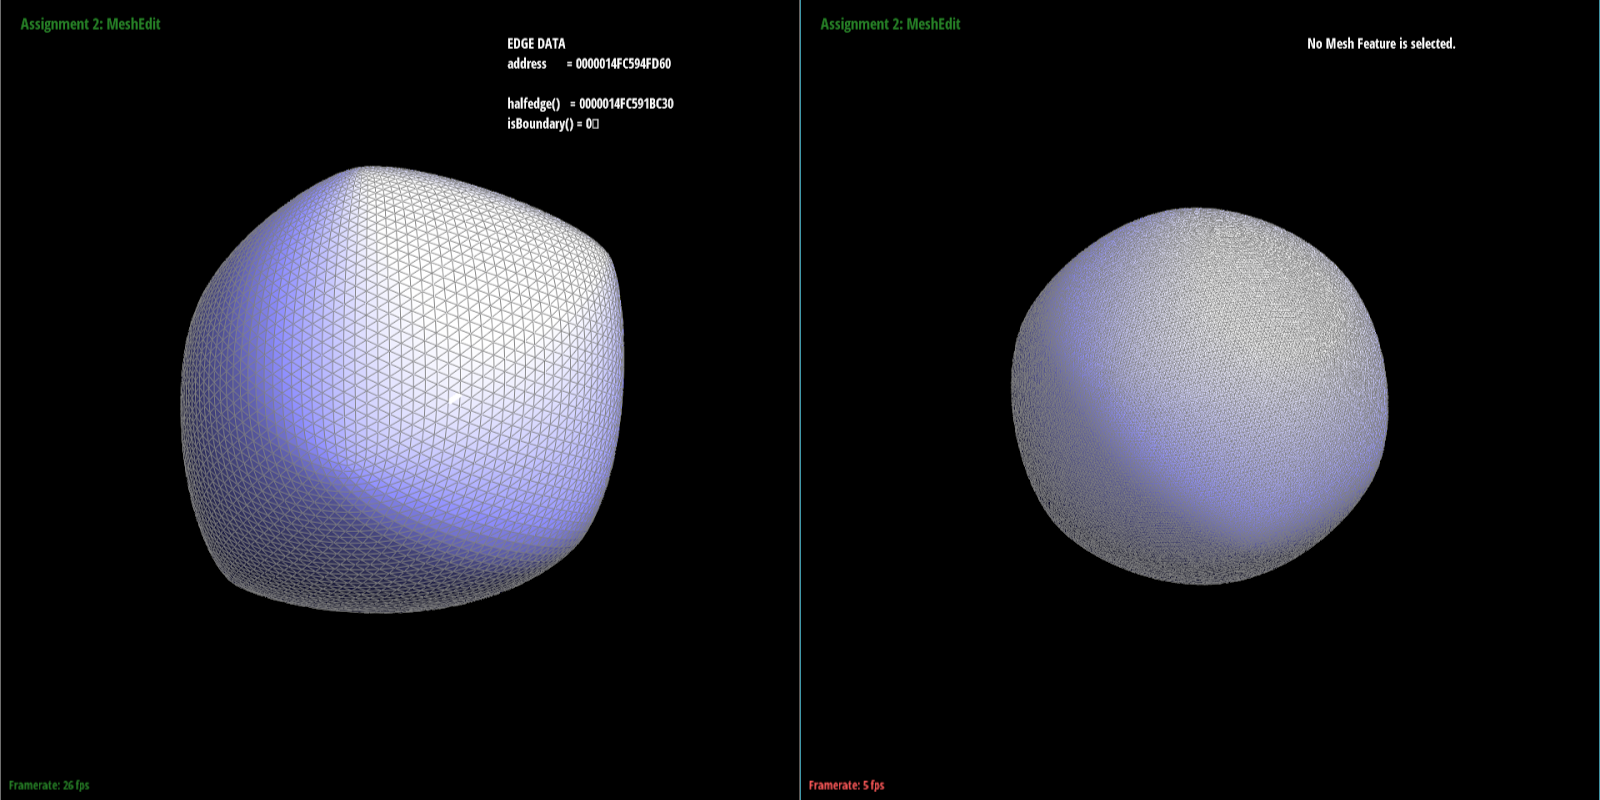 Assignment 2: MeshEdit
EDGE DATA
address = 0000014FC594FD60
halfedge() = 0000014FC591BC30
isBoundary() = 0□
Framerate: 26 fps
Assignment 2: MeshEdit
No Mesh Feature is selected.
Framerate: 5 fps